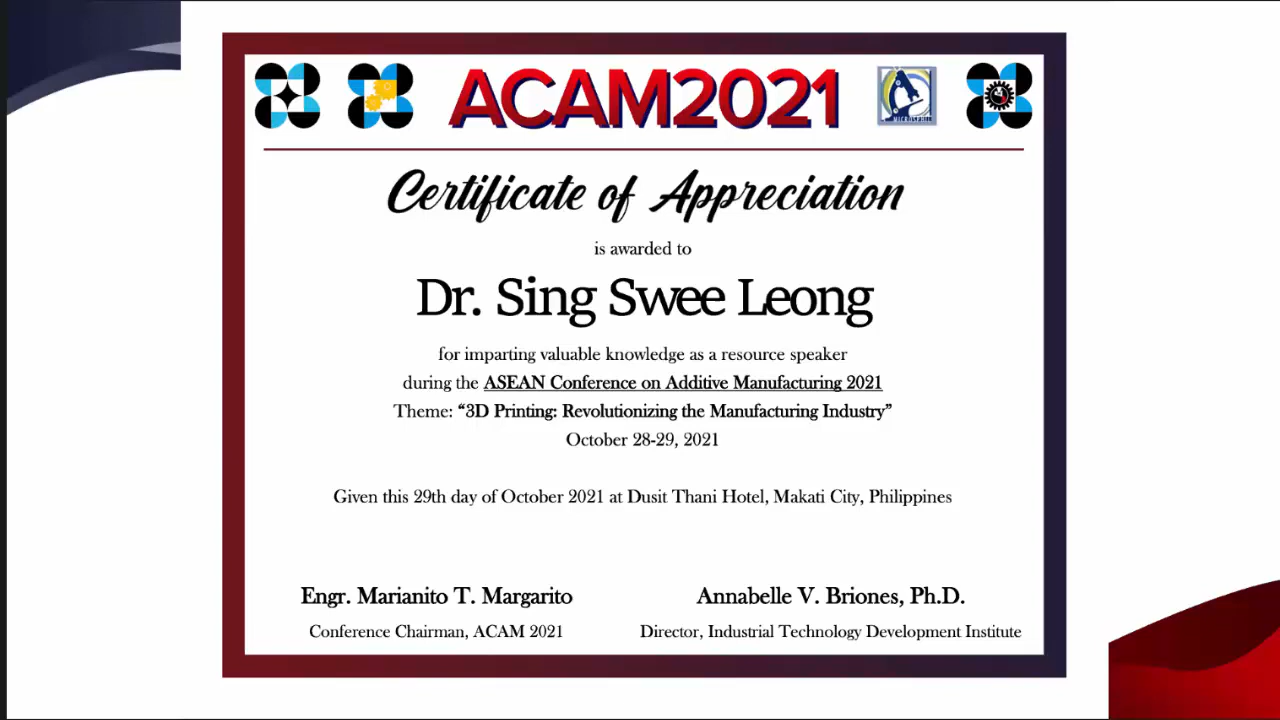 ACAM2021
MICROSPHIL
Certificate of Appreciation
is awarded to
Dr. Sing Swee Leong
for imparting valuable knowledge as a resource speaker
during the ASEAN Conference on Additive Manufacturing 2021
Theme: “3D Printing: Revolutionizing the Manufacturing Industry”
October 28-29, 2021
Given this 29th day of October 2021 at Dusit Thani Hotel, Makati City, Philippines
Engr. Marianito T. Margarito
Conference Chairman, ACAM 2021
Annabelle V. Briones, Ph.D.
Director, Industrial Technology Development Institute